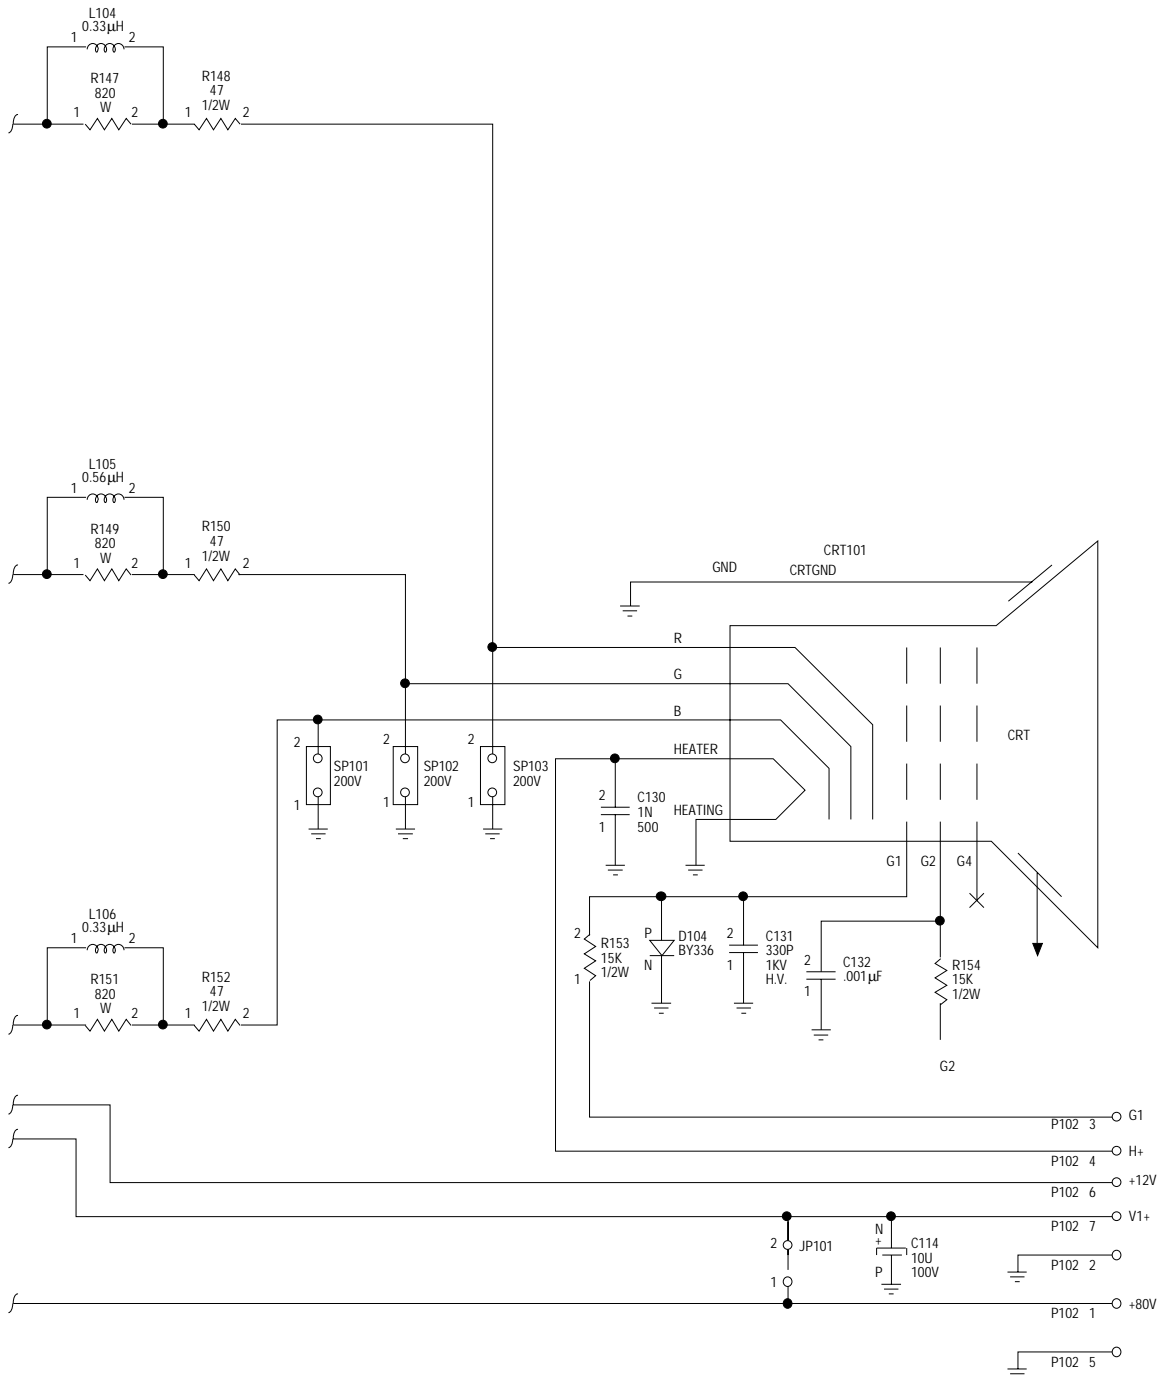 L104
0.33μH
1 2
R147
820
W
1 2
R148
47
1/2W
1 2
L105
0.56μH
1 2
R149
820
W
1 2
R150
47
1/2W
1 2
CRT101
GND CRTGND
R
G
B
HEATER
HEATING
CRT
2
1
SP101
200V
2
1
SP102
200V
2
1
SP103
200V
2
1
C130
1N
500
G1 G2 G4
L106
0.33μH
1 2
R151
820
W
1 2
R152
47
1/2W
1 2
2
1
R153
15K
1/2W
P
N
D104
BY336
2
1
C131
330P
1KV
H.V.
2
1
C132
.001μF
R154
15K
1/2W
G2
P102 3 G1
P102 4 H+
P102 6 +12V
P102 7 V1+
2
1
JP101
N
+
P
C114
10U
100V
P102 2
P102 1 +80V
P102 5